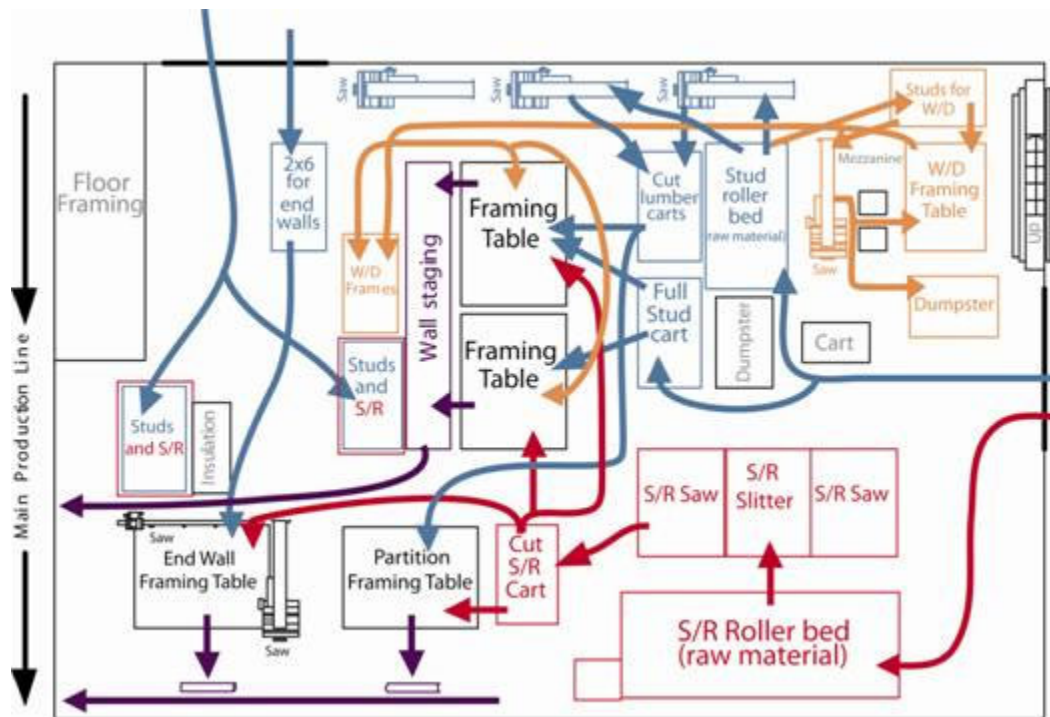 Main Production Line
Floor
Framing
2x6 for
end
walls
Saw
Saw
Saw
Studs for
W/D
Mezzanine
W/D
Framing
Table
UP
Saw
Dumpster
Cart
Dumpster
Stud
roller
bed
(raw material)
Cut
lumber
carts
Full
Stud
cart
Framing
Table
Framing
Table
Wall staging
W/D
Frames
Studs
and
S/R
Studs
and S/R
Insulation
Saw
End Wall
Framing Table
Saw
Partition
Framing Table
Cut
S/R
Cart
S/R Saw
S/R
Slitter
S/R Saw
S/R Roller bed
(raw material)